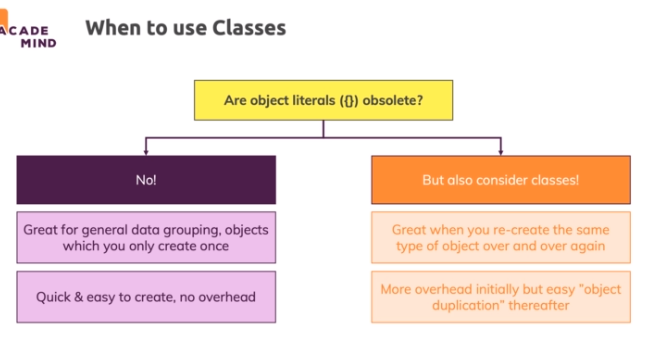 ACADE
MIND
When to use Classes
Are object literals ({}) obsolete?
No!
But also consider classes!
Great for general data grouping, objects
which you only create once
Great when you re-create the same
type of object over and over again
Quick & easy to create, no overhead
More overhead initially but easy "object
duplication" thereafter